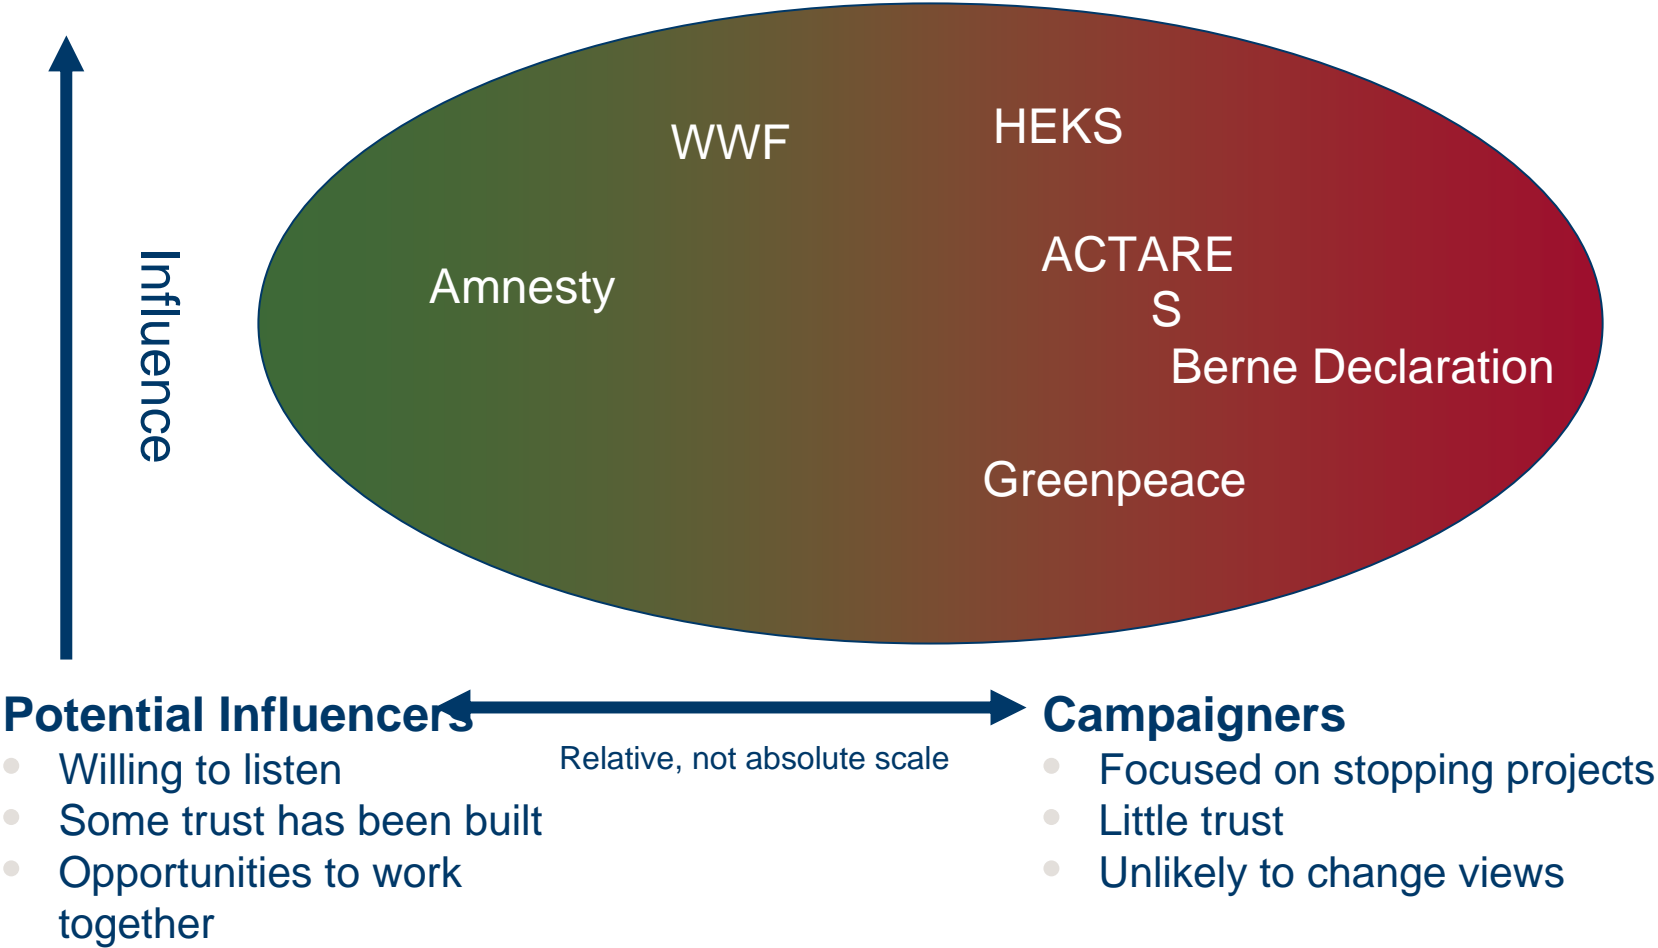 WWF
HEKS
Influence
Amnesty
ACTARE
S
Berne Declaration
Greenpeace
Potential Influencers
Willing to listen
Some trust has been built
Opportunities to work
together
Relative, not absolute scale
Campaigners
Focused on stopping projects
Little trust
Unlikely to change views